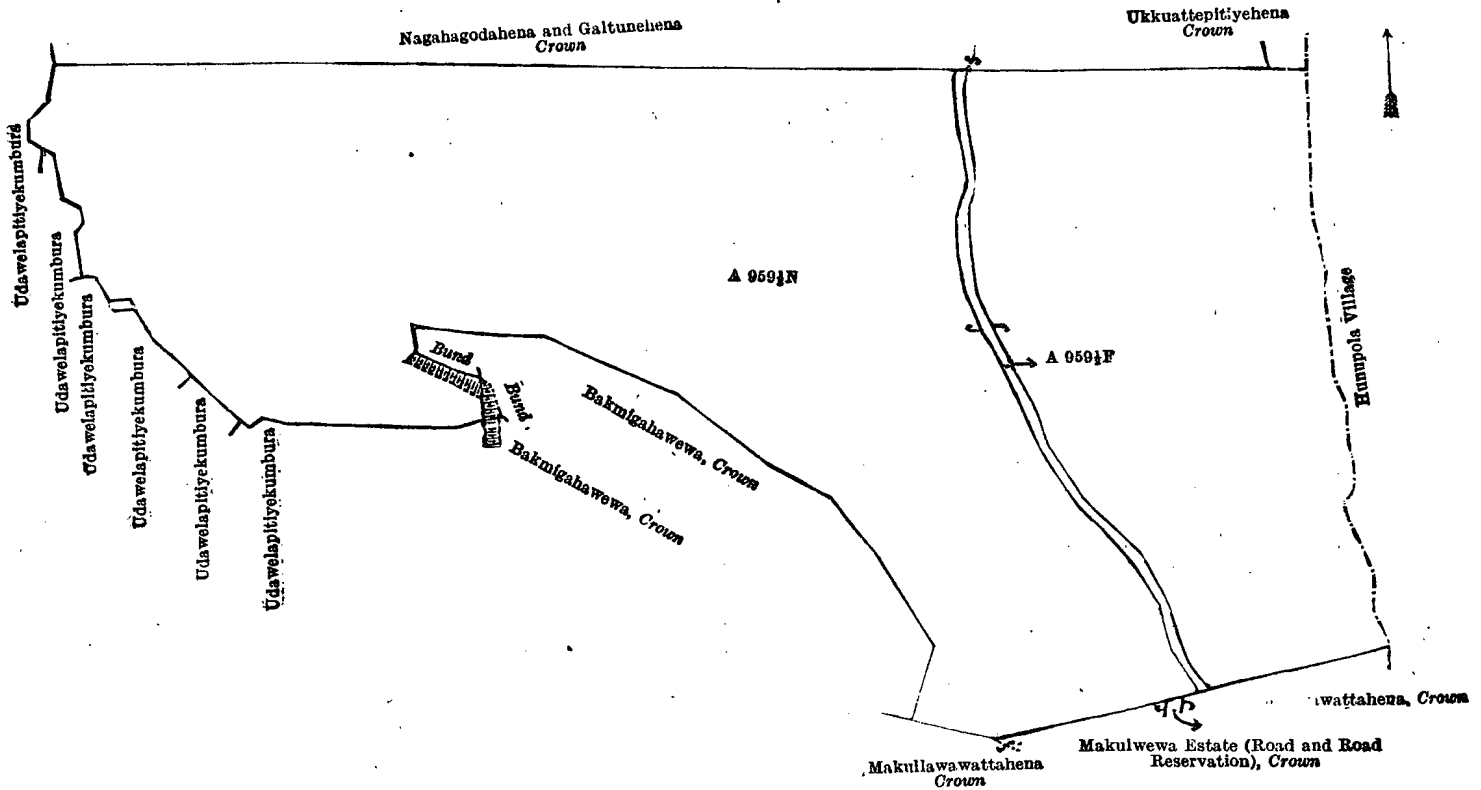 Nagahagodahena and Galtunehena
Crown
Ukkuattepitiyehena
Crown
Udawelapitiyekumbura
Udawelapitiyekumbura
Udawelapitiyekumbura
Udawelapitiyekumbura
Udawelapitiyekumbura
Udawelapitiyekumbura
A 959½N
Bund
Bund
Bakmigahawewa, Crown
Bakmigahawewa, Crown
A 959½F
Hunupola Village
wattahena, Crown
Makulwewa Estate (Road and Road
Reservation), Crown
Makullawawattahena
Crown